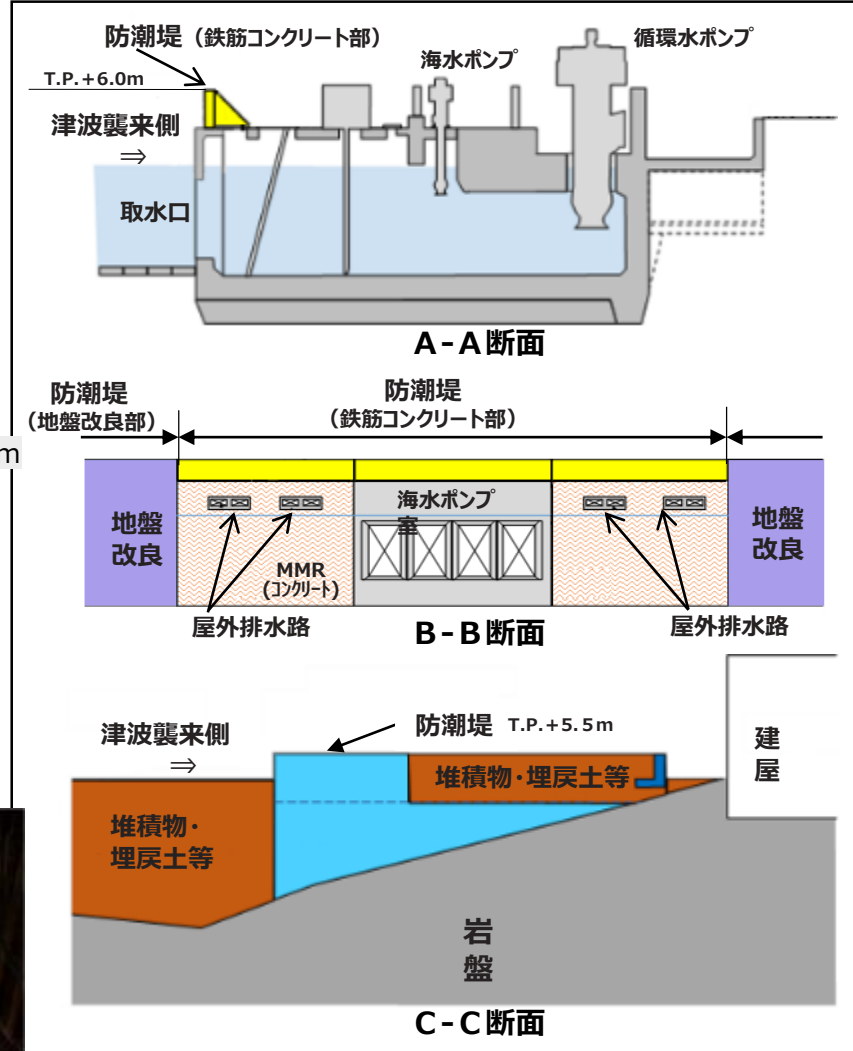 防潮堤（鉄筋コンクリート部）
循環水ポンプ
海水ポンプ
T.P.+6.0m
津波襲来側
⇒
取水口
A-A断面
防潮堤
(地盤改良部)
防潮堤
(鉄筋コンクリート部)
m
地盤
改良
海水ポンプ
室
MMR
(コンクリート)
地盤
改良
屋外排水路
B-B断面
屋外排水路
防潮堤 T.P.+5.5m
津波襲来側
⇒
建
屋
堆積物・埋戻土等
堆積物・
埋戻土等
岩
盤
C-C断面